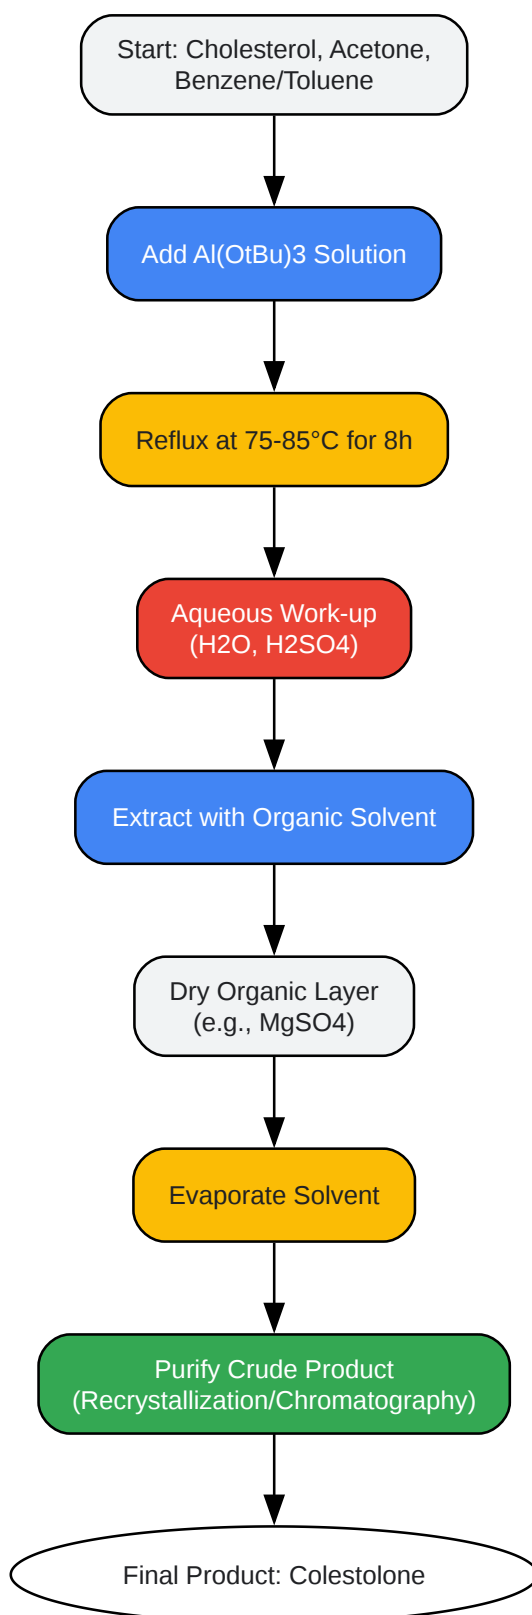 Start: Cholesterol, Acetone,
Benzene/Toluene
Add Al(OtBu)3 Solution
Reflux at 75-85°C for 8h
Aqueous Work-up
(H2O, H2SO4)
Extract with Organic Solvent
Dry Organic Layer
(e.g., MgSO4)
Evaporate Solvent
Purify Crude Product
(Recrystallization/Chromatography)
Final Product: Colestolone